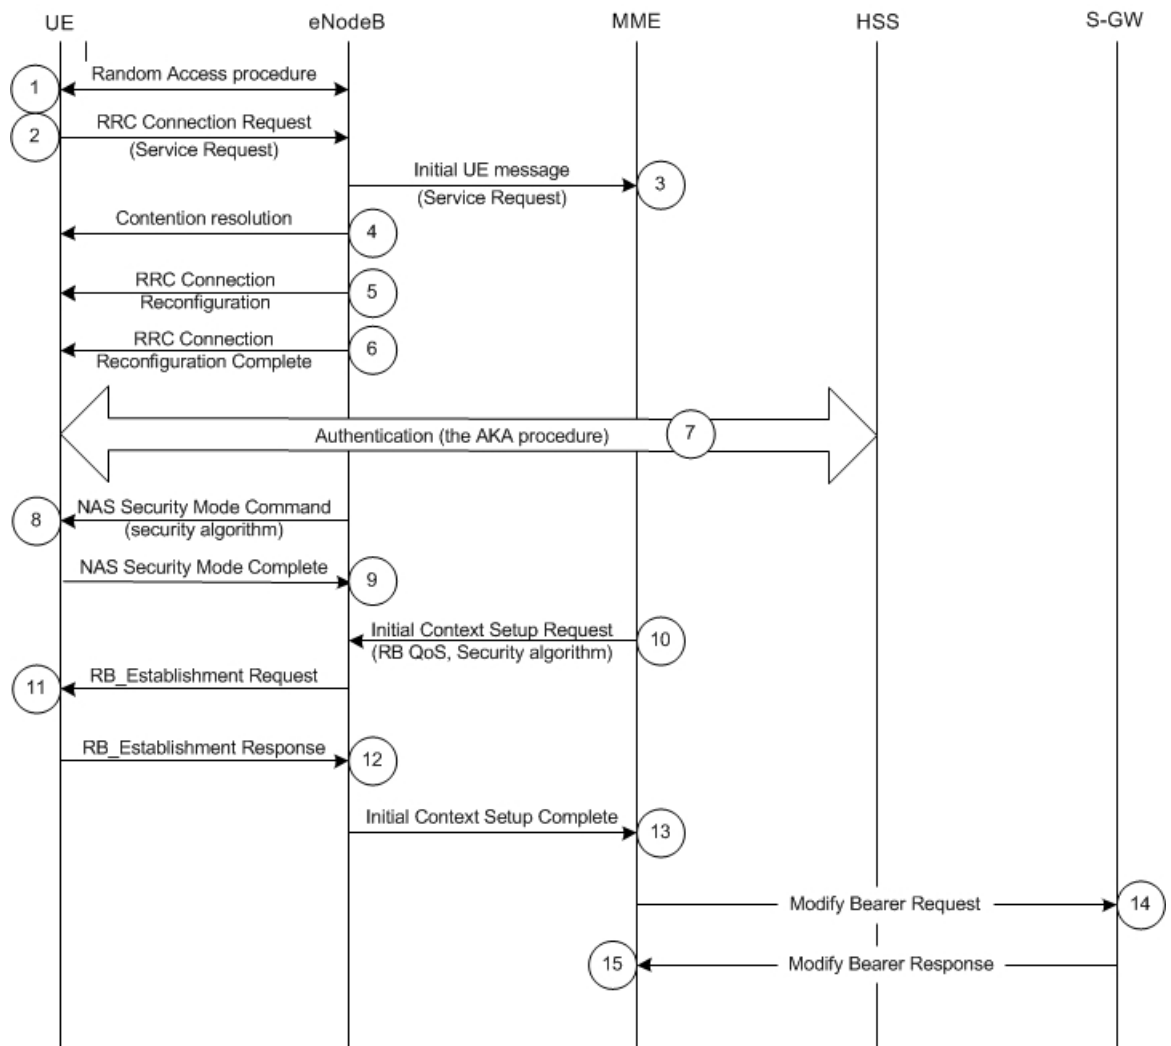 UE eNodeB MME HSS S-GW
1 Random Access procedure
2 RRC Connection Request
(Service Request)
Initial UE message 3
(Service Request)
Contention resolution 4
RRC Connection
Reconfiguration 5
RRC Connection
Reconfiguration Complete 6
Authentication (the AKA procedure) 7
8 NAS Security Mode Command
(security algorithm)
NAS Security Mode Complete 9
Initial Context Setup Request 10
(RB QoS, Security algorithm)
11 RB_Establishment Request
RB_Establishment Response 12
Initial Context Setup Complete 13
Modify Bearer Request 14
15 Modify Bearer Response